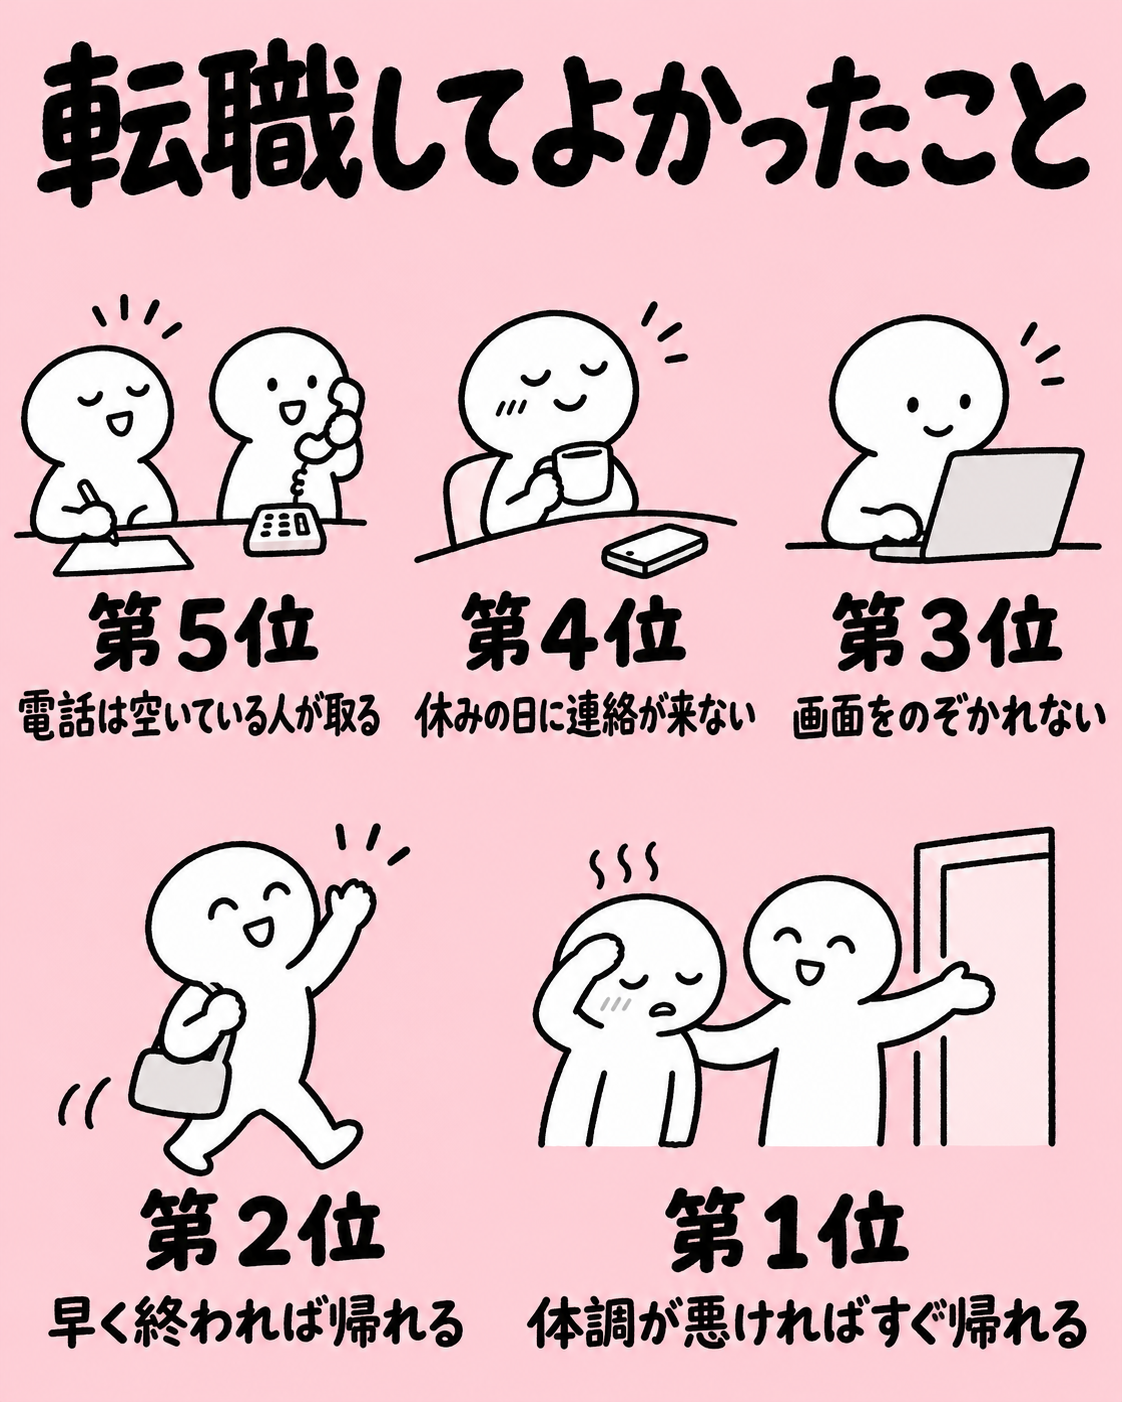 転職してよかったこと
第5位
電話は空いている人が取る
第4位
休みの日に連絡が来ない
第3位
画面をのぞかれない
第2位
早く終われば帰れる
第1位
体調が悪ければすぐ帰れる